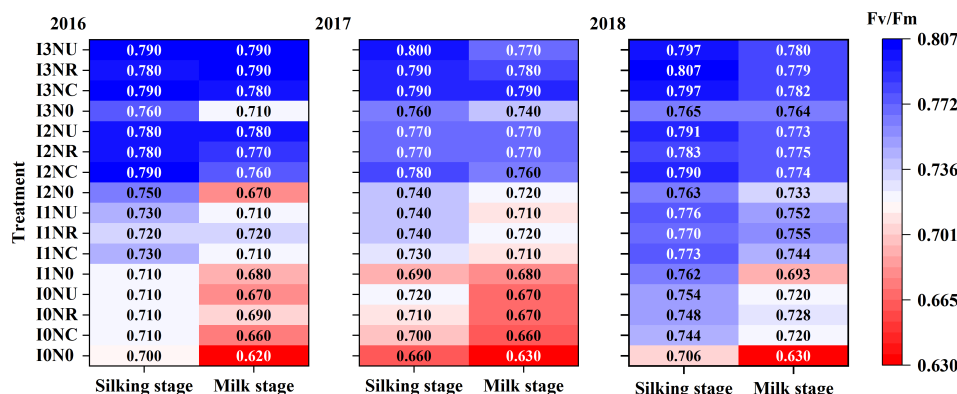 2016 2017 2018 Fv/Fm
I3NU 0.790 0.790 0.800 0.770 0.797 0.780 0.807
I3NR 0.780 0.790 0.790 0.780 0.807 0.779
I3NC 0.790 0.780 0.790 0.790 0.797 0.782
I3N0 0.760 0.710 0.760 0.740 0.765 0.764 0.772
I2NU 0.780 0.780 0.770 0.770 0.791 0.773
I2NR 0.780 0.770 0.770 0.770 0.783 0.775
I2NC 0.790 0.760 0.780 0.760 0.790 0.774 0.736
I2N0 0.750 0.670 0.740 0.720 0.763 0.733
I1NU 0.730 0.710 0.740 0.710 0.776 0.752
I1NR 0.720 0.720 0.740 0.720 0.770 0.755 0.701
I1NC 0.730 0.710 0.730 0.710 0.773 0.744
I1N0 0.710 0.680 0.690 0.680 0.762 0.693
I0NU 0.710 0.670 0.720 0.670 0.754 0.720 0.665
I0NR 0.710 0.690 0.710 0.670 0.748 0.728
I0NC 0.710 0.660 0.700 0.660 0.744 0.720
I0N0 0.700 0.620 0.660 0.630 0.706 0.630 0.630
Treatment
Silking stage Milk stage Silking stage Milk stage Silking stage Milk stage